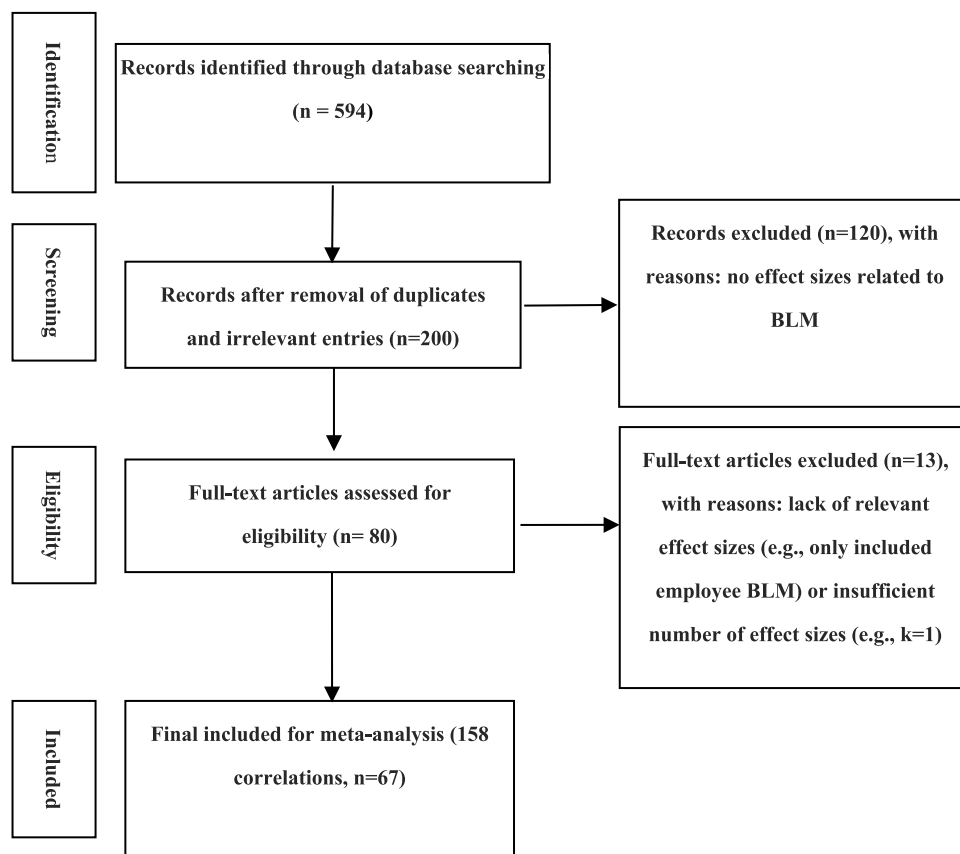 Identification
Records identified through database searching
(n = 594)
Screening
Records after removal of duplicates
and irrelevant entries (n=200)
Records excluded (n=120), with
reasons: no effect sizes related to
BLM
Eligibility
Full-text articles assessed for
eligibility (n= 80)
Full-text articles excluded (n=13),
with reasons: lack of relevant
effect sizes (e.g., only included
employee BLM) or insufficient
number of effect sizes (e.g., k=1)
Included
Final included for meta-analysis (158
correlations, n=67)